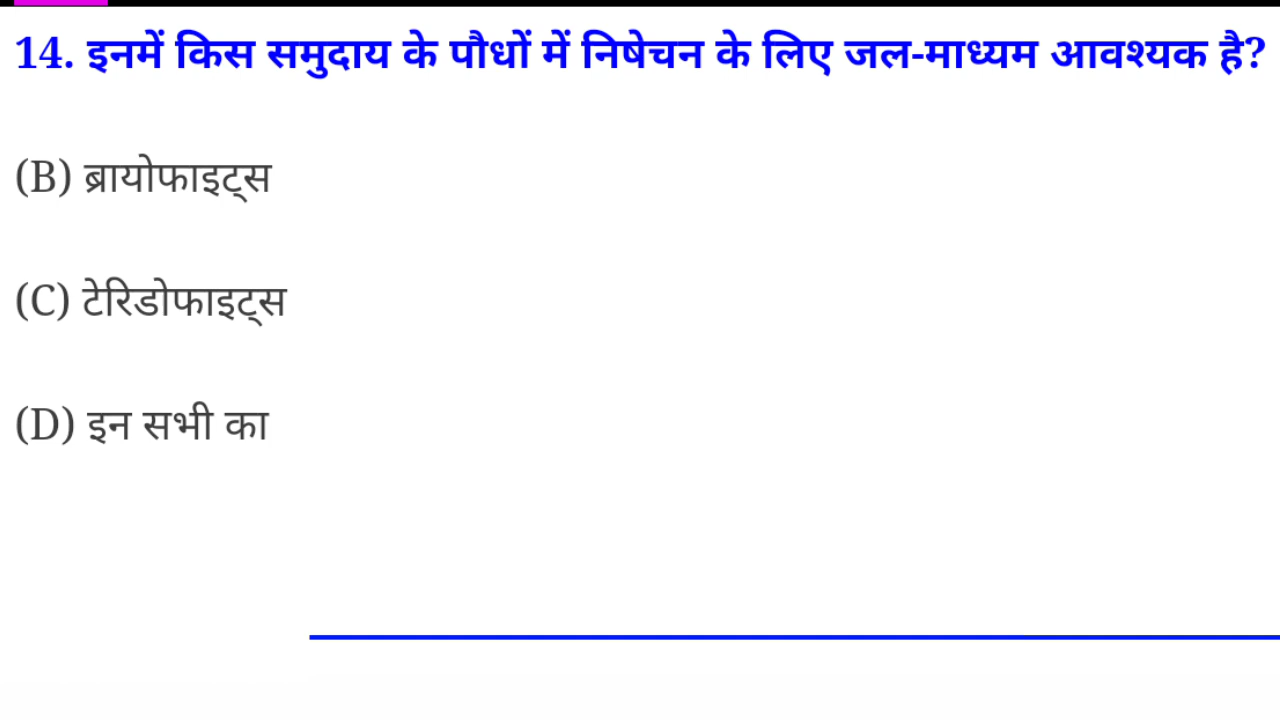 14. इनमें किस समुदाय के पौधों में निषेचन के लिए जल-माध्यम आवश्यक है?
(B) ब्रायोफाइट्स
(C) टेरिडोफाइट्स
(D) इन सभी का